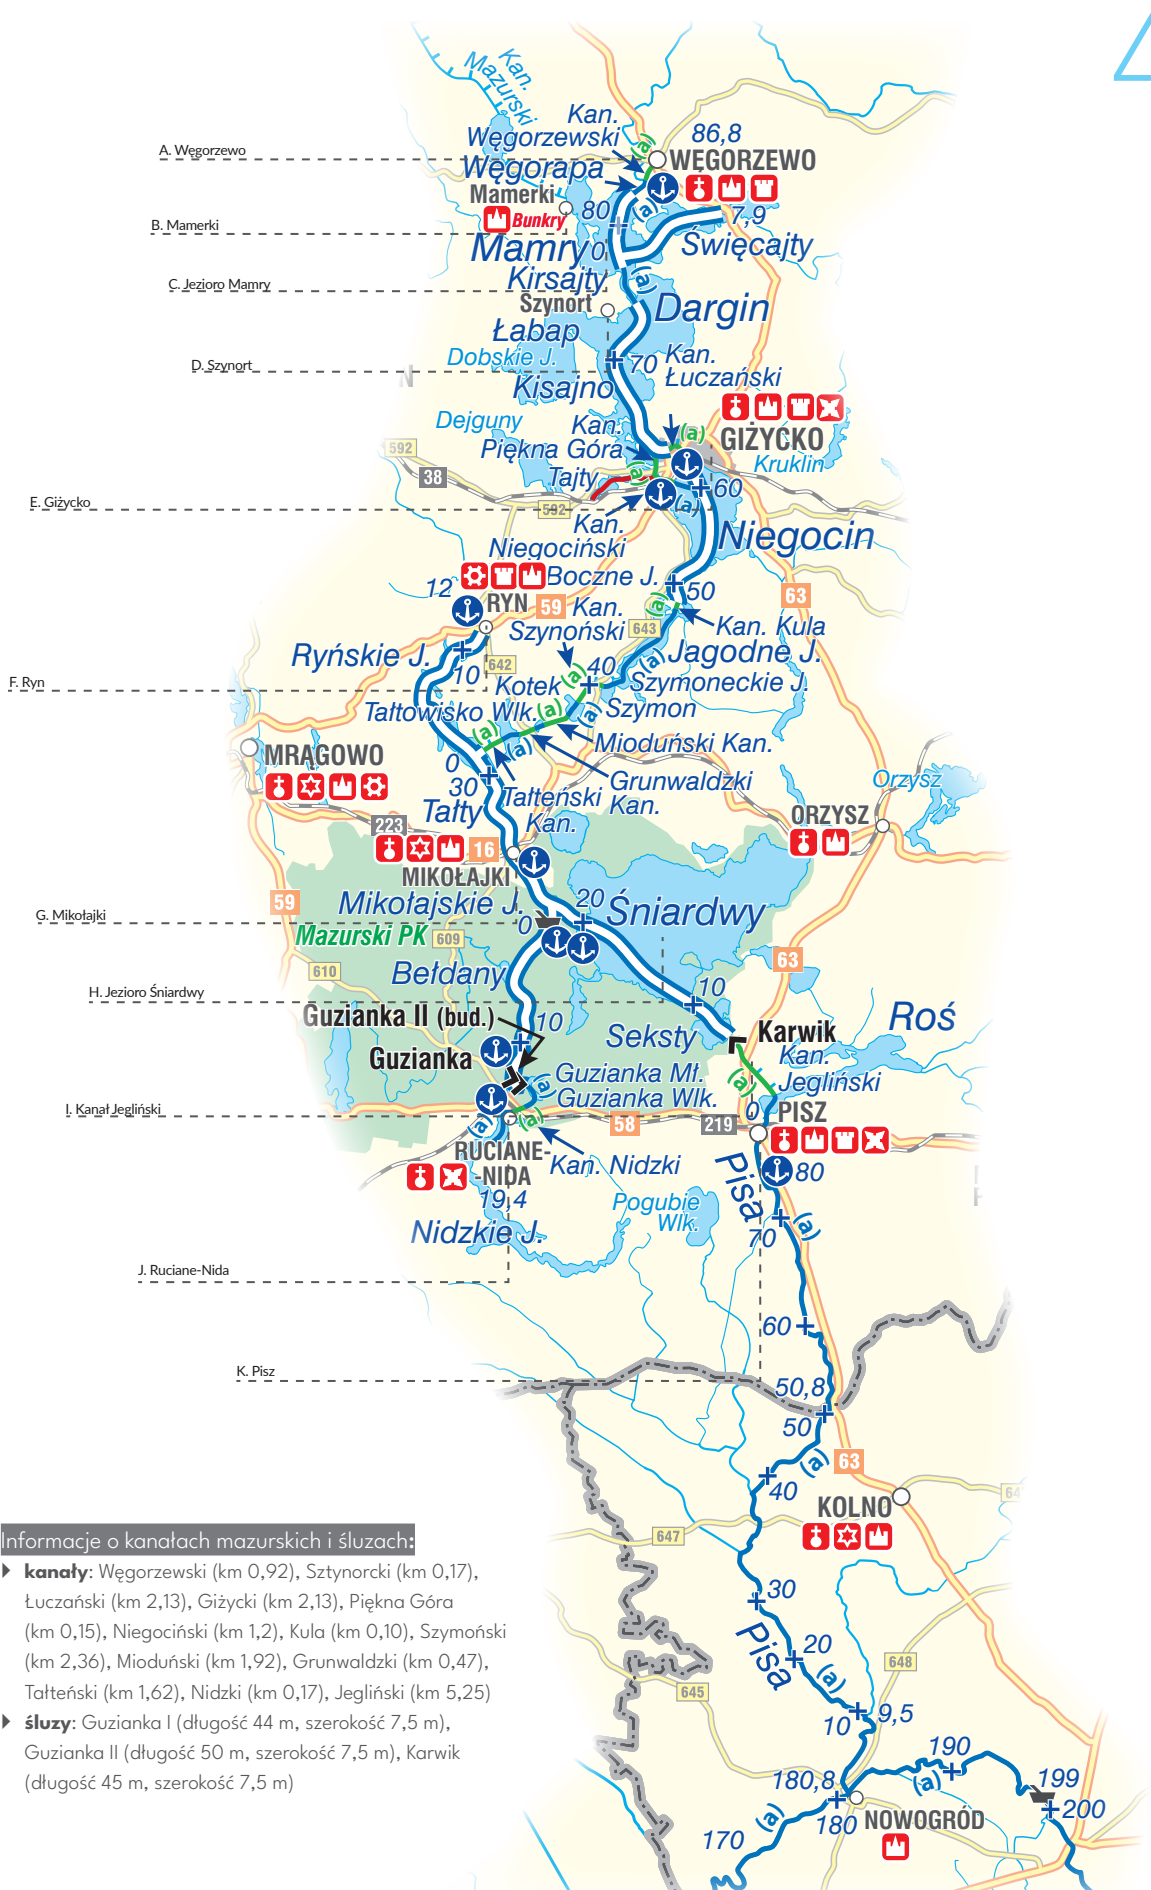 Kan.
Mazurski
Kan.
Węgorzewski
(a)
86,8
A. Węgorzewo
WĘGORZEWO
Węgorapa
Mamerki
Bunkry
80
(a)
7,9
B. Mamerki
Mamry
0
Święcajty
Kirsajty
(a)
C. Jezioro Mamry
Szynort
Dargin
Łabap
Dobskie J.
70
Kan.
Łuczański
D. Szynort
N
Kisajno
Dejguny
Kan.
Piękna Góra
(a)
GIŻYCKO
592
38
Tajty
(a)
Kruklin
60
E. Giżycko
592
(a)
Kan.
Niegociński
Niegocin
Boczne J.
12
RYN
59
50
63
Kan.
Szynoński
(a)
643
Kan. Kula
Ryńskie J.
642
(a)
Jagodne J.
10
40
(a)
Kotek
Szymoneckie J.
F. Ryn
Tałtowisko Wlk.
(a)
(a)
Szymon
(a)
(a)
Mioduński Kan.
MRĄGOWO
0
30
Grunwaldzki
Kan.
Orzysz
Tałty
Tałteński
Kan.
ORZYSZ
223
16
MIKOŁAJKI
59
Mikołajskie J.
20
Śniardwy
G. Mikołajki
0
Mazurski PK
609
610
Bełdany
63
10
H. Jezioro Śniardwy
Guzianka II (bud.)
10
Seksty
Karwik
Roś
Guzianka
Kan.
Jegliński
Guzianka Mł.
(a)
(a)
Guzianka Wlk.
I. Kanał Jegliński
(a)
(a)
58
219
0
PISZ
RUCIANE-
-NIDA
Kan. Nidzki
Pisa
80
19,4
Pogubie
Wlk.
Nidzkie J.
70
(a)
J. Ruciane-Nida
60
K. Pisz
50,8
50
(a)
63
40
KOLNO
64
647
Informacje o kanałach mazurskich i śluzach:
kanały: Węgorzewski (km 0,92), Sztynorcki (km 0,17),
Łuczański (km 2,13), Giżycki (km 2,13), Piękna Góra
(km 0,15), Niegociński (km 1,2), Kula (km 0,10), Szymoński
(km 2,36), Mioduński (km 1,92), Grunwaldzki (km 0,47),
Tałteński (km 1,62), Nidzki (km 0,17), Jegliński (km 5,25)
śluzy: Guzianka I (długość 44 m, szerokość 7,5 m),
Guzianka II (długość 50 m, szerokość 7,5 m), Karwik
(długość 45 m, szerokość 7,5 m)
30
Pisa
20
(a)
648
645
10
9,5
190
180,8
(a)
199
200
(a)
180
NOWOGRÓD
170